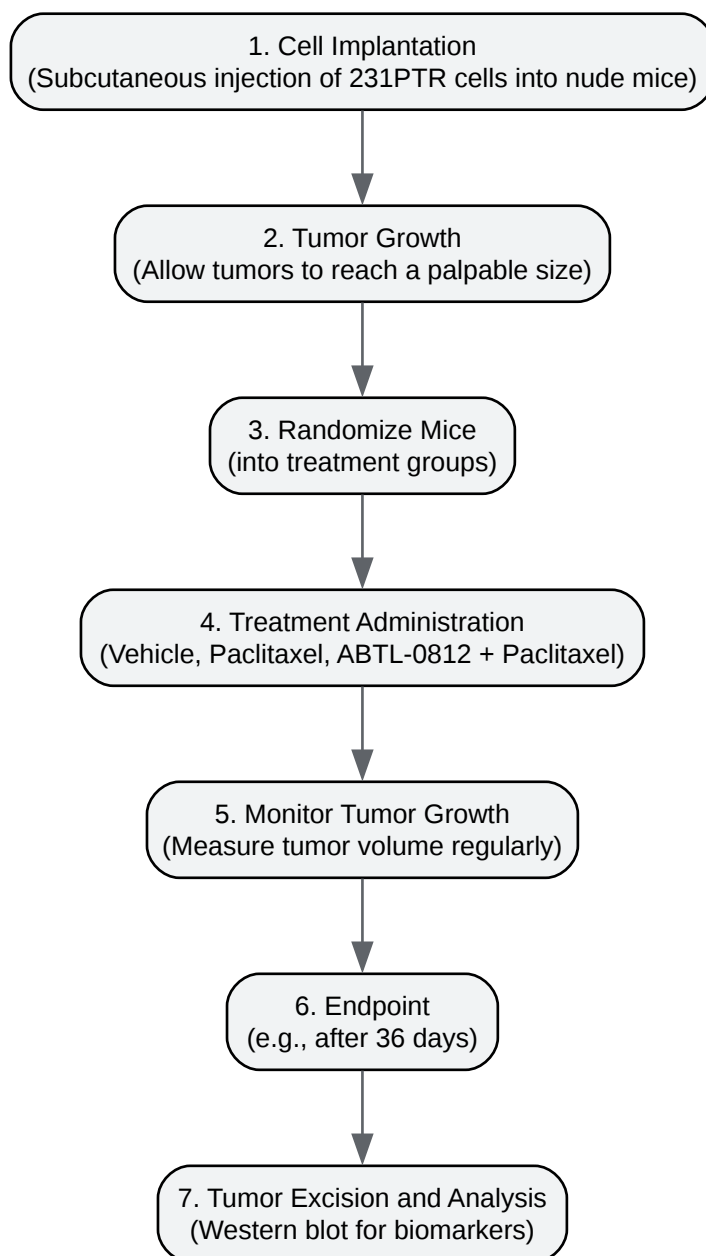 1. Cell Implantation
(Subcutaneous injection of 231PTR cells into nude mice)
2. Tumor Growth
(Allow tumors to reach a palpable size)
3. Randomize Mice
(into treatment groups)
4. Treatment Administration
(Vehicle, Paclitaxel, ABTL-0812 + Paclitaxel)
5. Monitor Tumor Growth
(Measure tumor volume regularly)
6. Endpoint
(e.g., after 36 days)
7. Tumor Excision and Analysis
(Western blot for biomarkers)